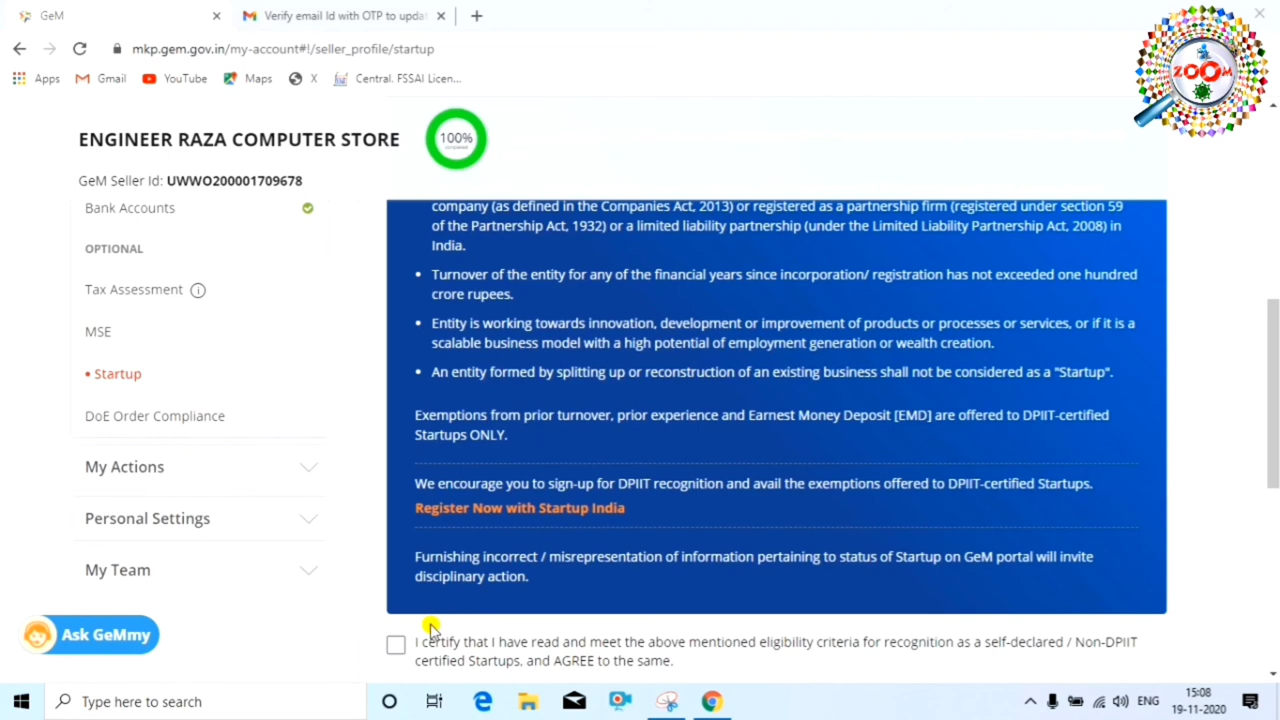 GeM
Verify email Id with OTP to upda
mkp.gem.gov.in/my-account#!/seller_profile/startup
Apps Gmail YouTube Maps X Central. FSSAI Licen...
ZOOM
ENGINEER RAZA COMPUTER STORE
100%
completed
GeM Seller Id: UWWO200001709678
Bank Accounts
OPTIONAL
Tax Assessment
MSE
• Startup
DoE Order Compliance
My Actions
Personal Settings
My Team
Ask GeMmy
company (as defined in the Companies Act, 2013) or registered as a partnership firm (registered under section 59
of the Partnership Act, 1932) or a limited liability partnership (under the Limited Liability Partnership Act, 2008) in
India.
• Turnover of the entity for any of the financial years since incorporation/ registration has not exceeded one hundred
crore rupees.
• Entity is working towards innovation, development or improvement of products or processes or services, or if it is a
scalable business model with a high potential of employment generation or wealth creation.
• An entity formed by splitting up or reconstruction of an existing business shall not be considered as a "Startup".
Exemptions from prior turnover, prior experience and Earnest Money Deposit [EMD] are offered to DPIIT-certified
Startups ONLY.
We encourage you to sign-up for DPIIT recognition and avail the exemptions offered to DPIIT-certified Startups.
Register Now with Startup India
Furnishing incorrect / misrepresentation of information pertaining to status of Startup on GeM portal will invite
disciplinary action.
I certify that I have read and meet the above mentioned eligibility criteria for recognition as a self-declared / Non-DPIIT
certified Startups, and AGREE to the same.
Type here to search
ENG
15:08
19-11-2020